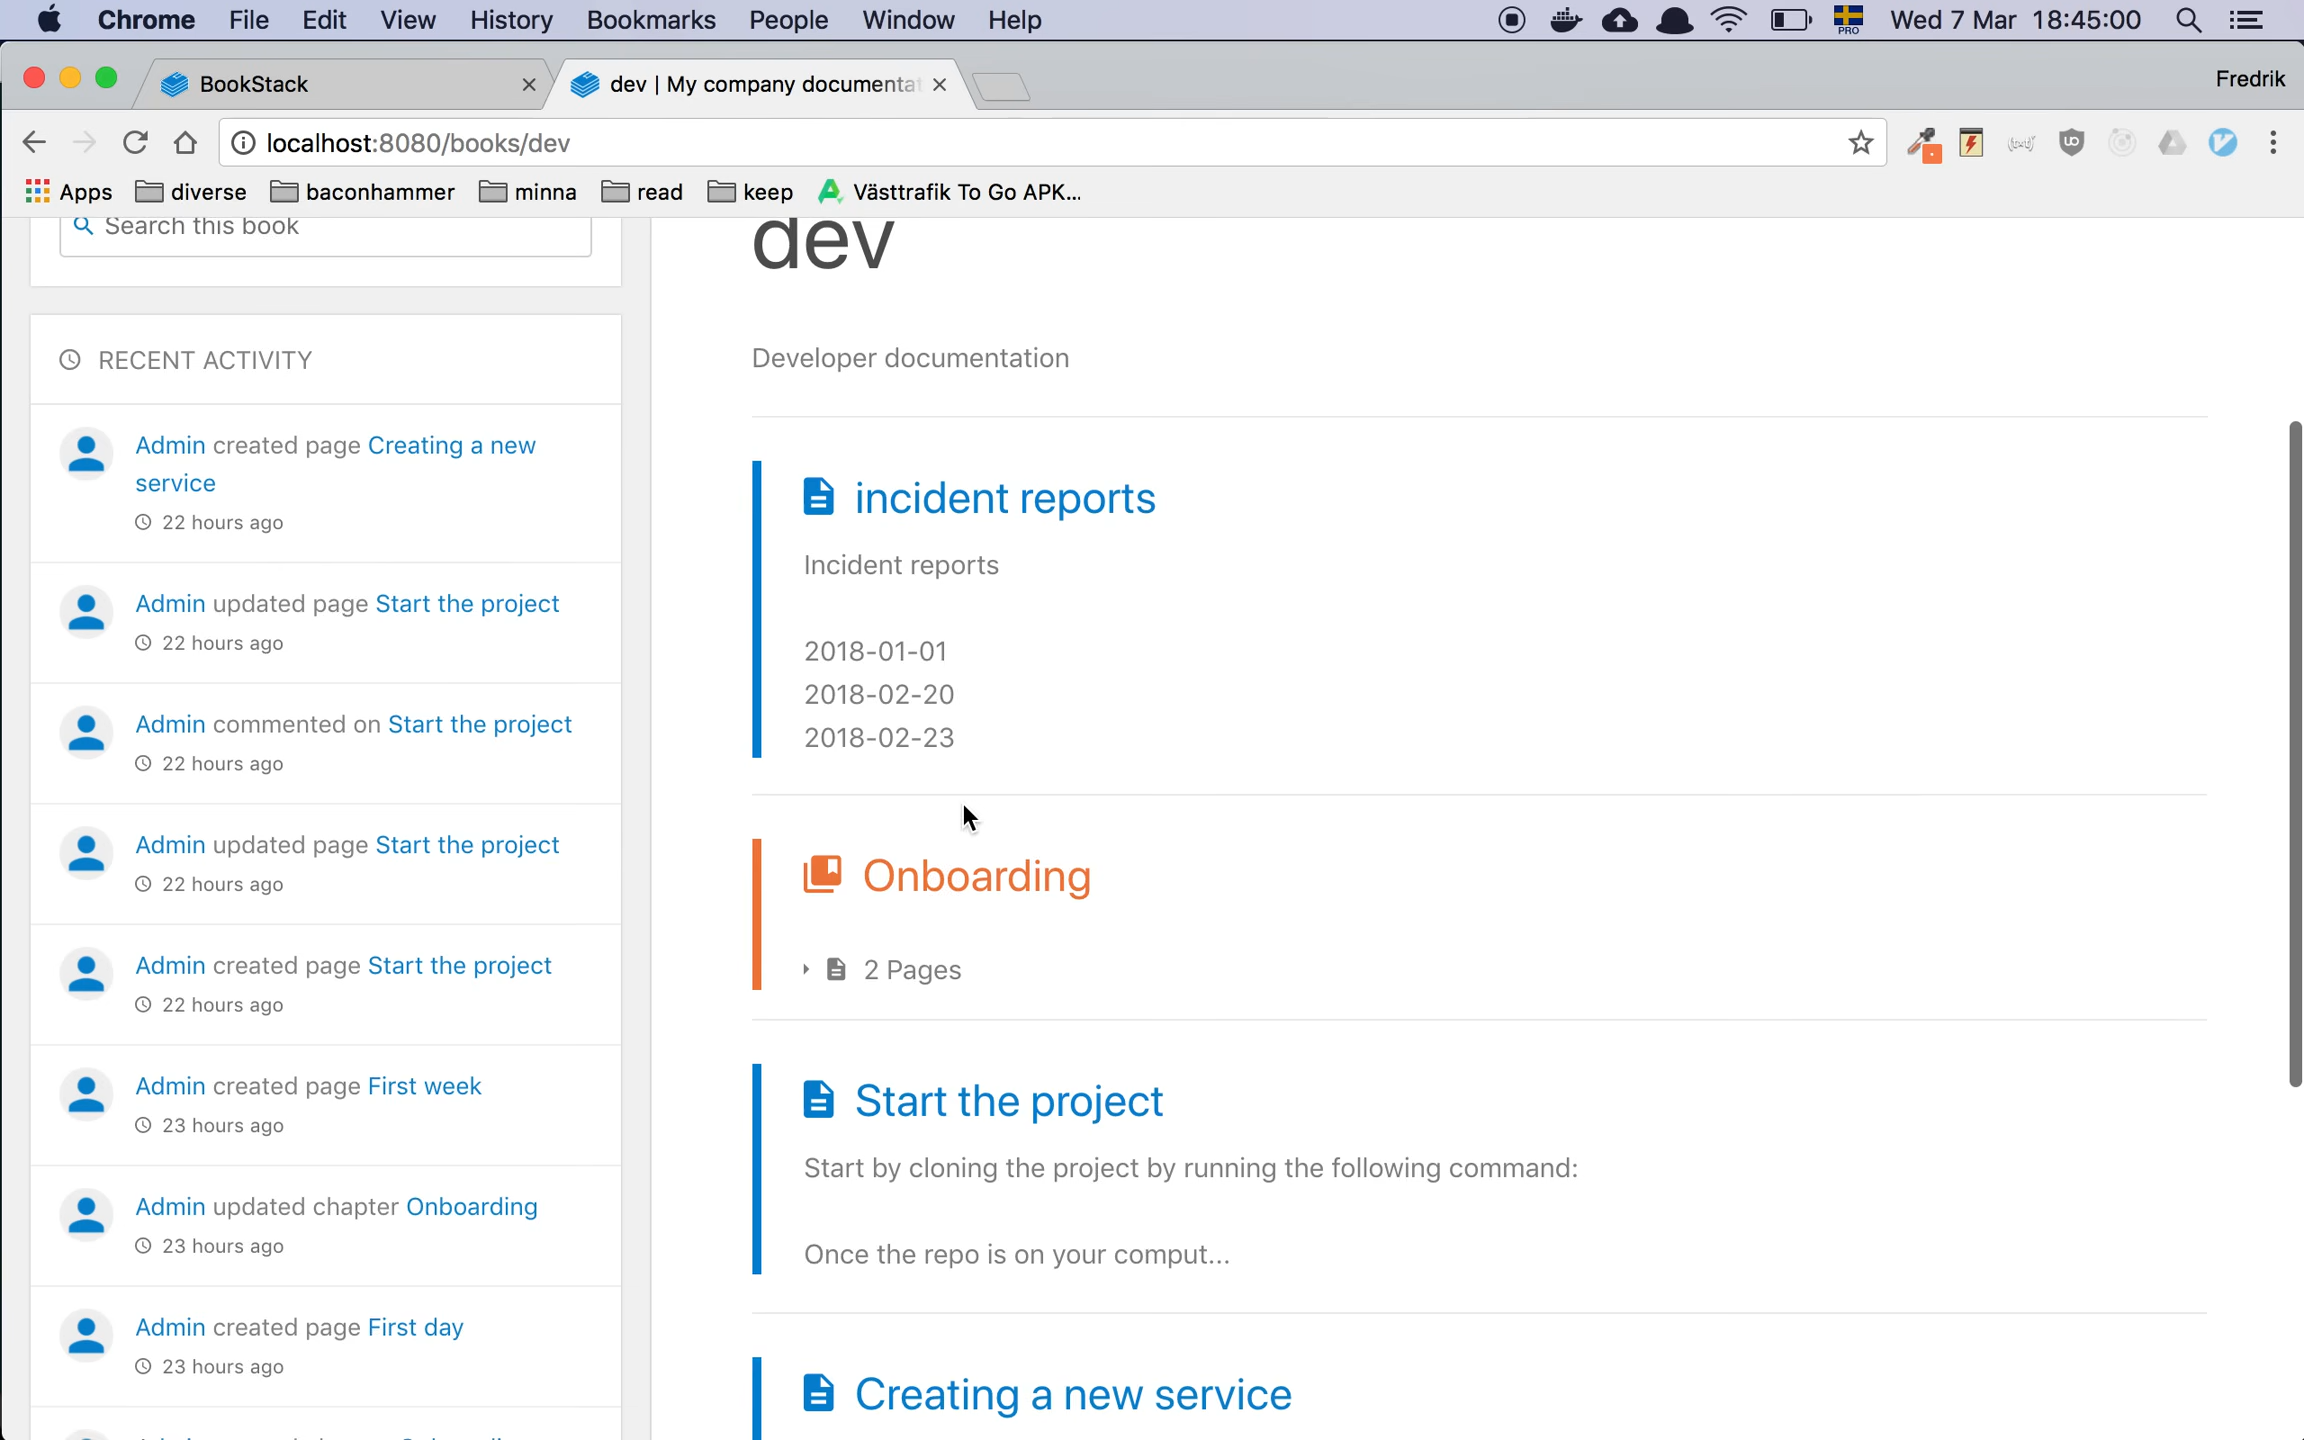 Chrome File Edit View History Bookmarks People Window Help PRO Wed 7 Mar 18:45:00
BookStack dev | My company documentat Fredrik
localhost:8080/books/dev
Apps diverse baconhammer minna read keep Västtrafik To Go APK...
Search this book
RECENT ACTIVITY
Admin created page Creating a new
service
22 hours ago
Admin updated page Start the project
22 hours ago
Admin commented on Start the project
22 hours ago
Admin updated page Start the project
22 hours ago
Admin created page Start the project
22 hours ago
Admin created page First week
23 hours ago
Admin updated chapter Onboarding
23 hours ago
Admin created page First day
23 hours ago
dev
Developer documentation
incident reports
Incident reports
2018-01-01
2018-02-20
2018-02-23
Onboarding
2 Pages
Start the project
Start by cloning the project by running the following command:
Once the repo is on your comput...
Creating a new service